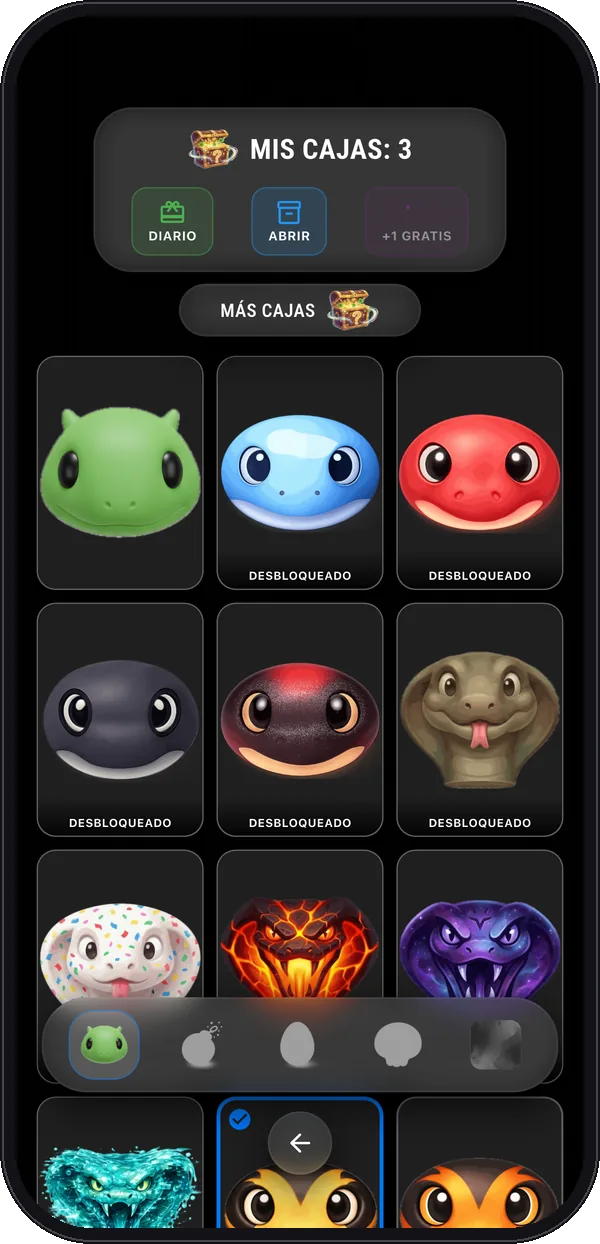 MIS CAJAS: 3
DIARIO
ABRIR
+1 GRATIS
MÁS CAJAS
DESBLOQUEADO
DESBLOQUEADO
DESBLOQUEADO
DESBLOQUEADO
DESBLOQUEADO